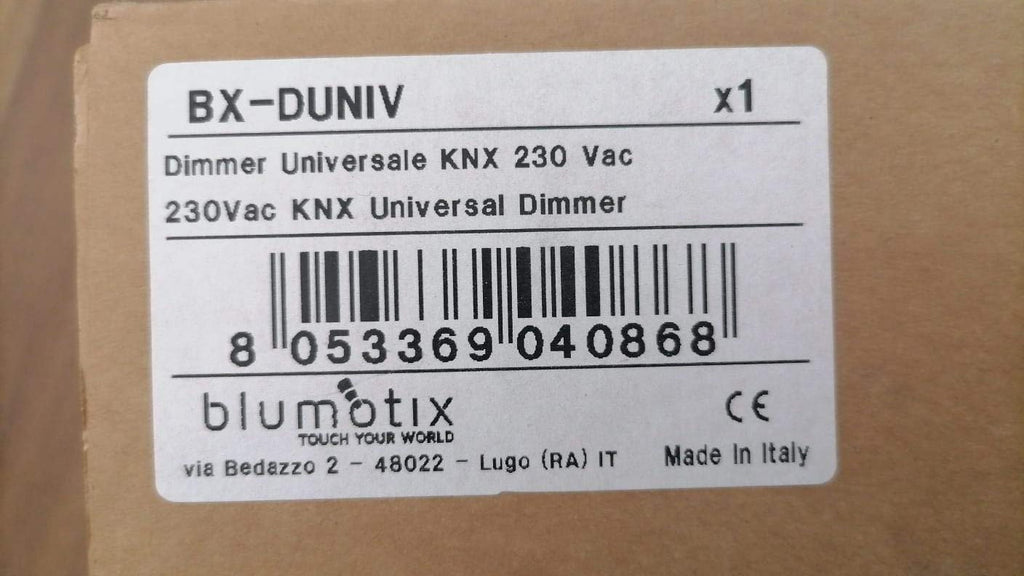 BX-DUNIV x1
Dimmer Universale KNX 230 Vac
230Vac KNX Universal Dimmer
8 053369 040868
blumotix CE
TOUCH YOUR WORLD
via Bedazzo 2 - 48022 - Lugo (RA) IT Made In Italy